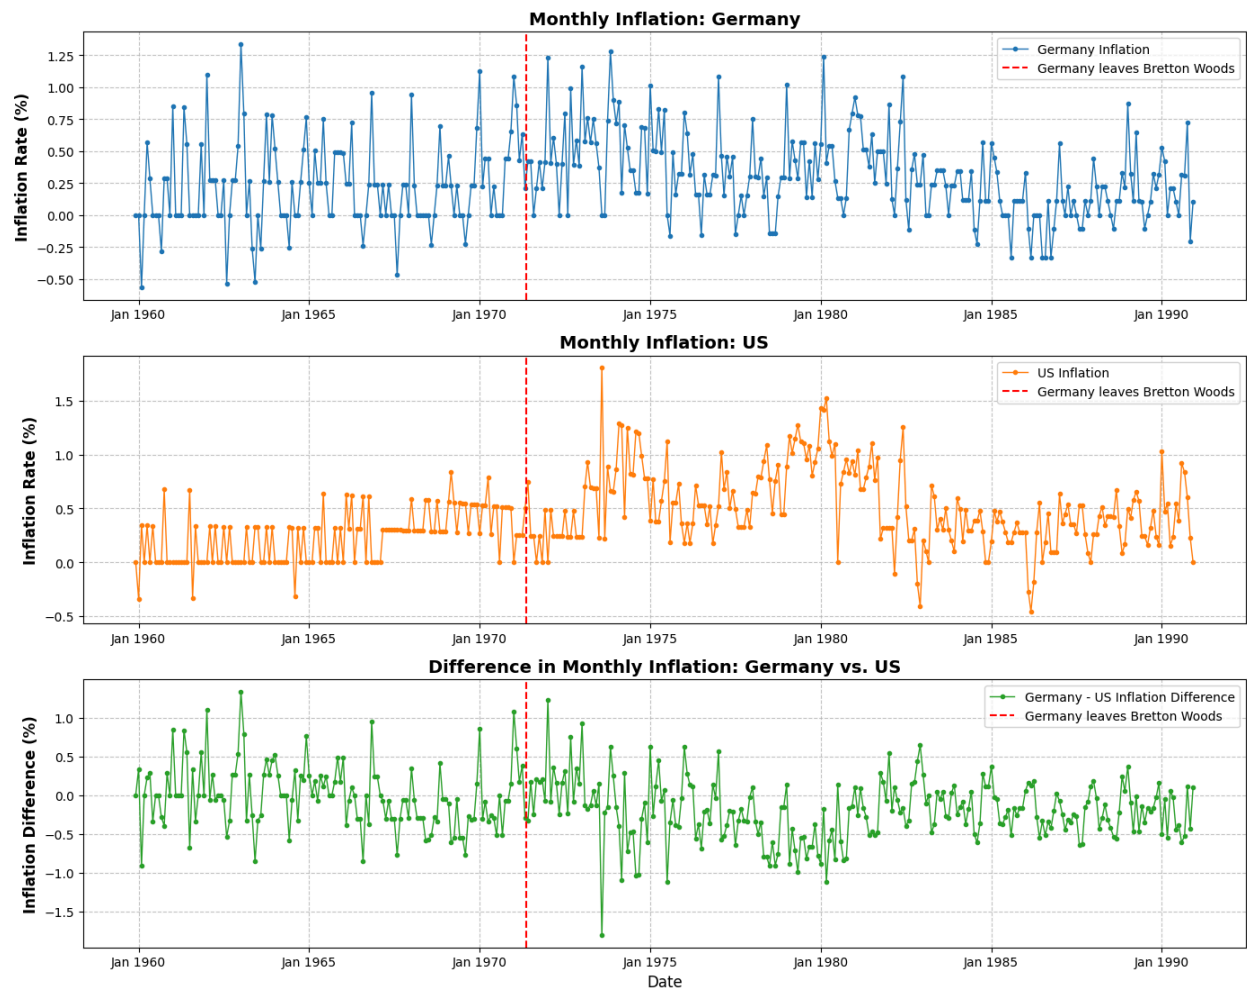 Monthly Inflation: Germany
Inflation Rate (%)
1.25
1.00
0.75
0.50
0.25
0.00
−0.25
−0.50
Germany Inflation
Germany leaves Bretton Woods
Jan 1960
Jan 1965
Jan 1970
Jan 1975
Jan 1980
Jan 1985
Jan 1990
Monthly Inflation: US
Inflation Rate (%)
1.5
1.0
0.5
0.0
−0.5
US Inflation
Germany leaves Bretton Woods
Jan 1960
Jan 1965
Jan 1970
Jan 1975
Jan 1980
Jan 1985
Jan 1990
Difference in Monthly Inflation: Germany vs. US
Inflation Difference (%)
1.0
0.5
0.0
−0.5
−1.0
−1.5
Germany - US Inflation Difference
Germany leaves Bretton Woods
Jan 1960
Jan 1965
Jan 1970
Jan 1975
Jan 1980
Jan 1985
Jan 1990
Date